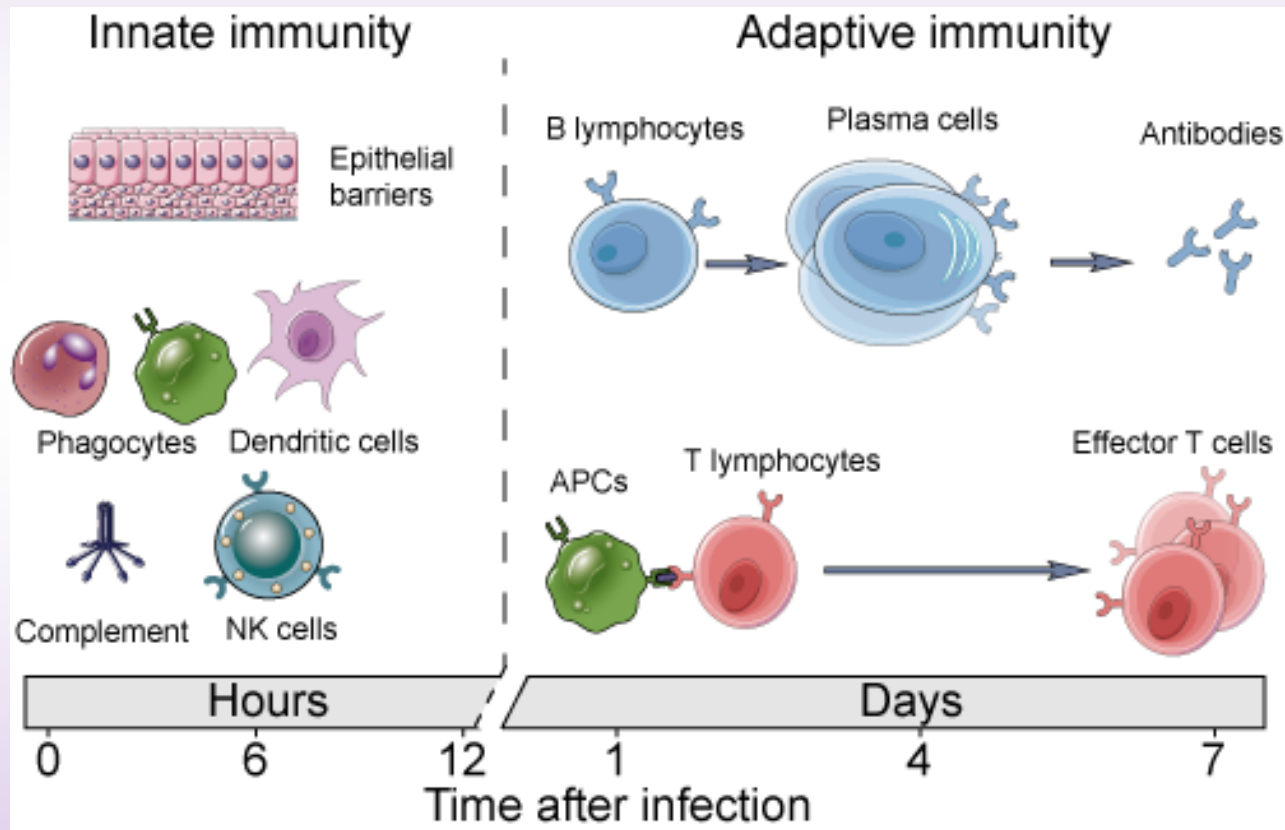 Innate immunity
Epithelial
barriers
Phagocytes
Dendritic cells
Complement
NK cells
Adaptive immunity
B lymphocytes
Plasma cells
Antibodies
APCs
T lymphocytes
Effector T cells
Hours
Days
0
6
12
1
4
7
Time after infection